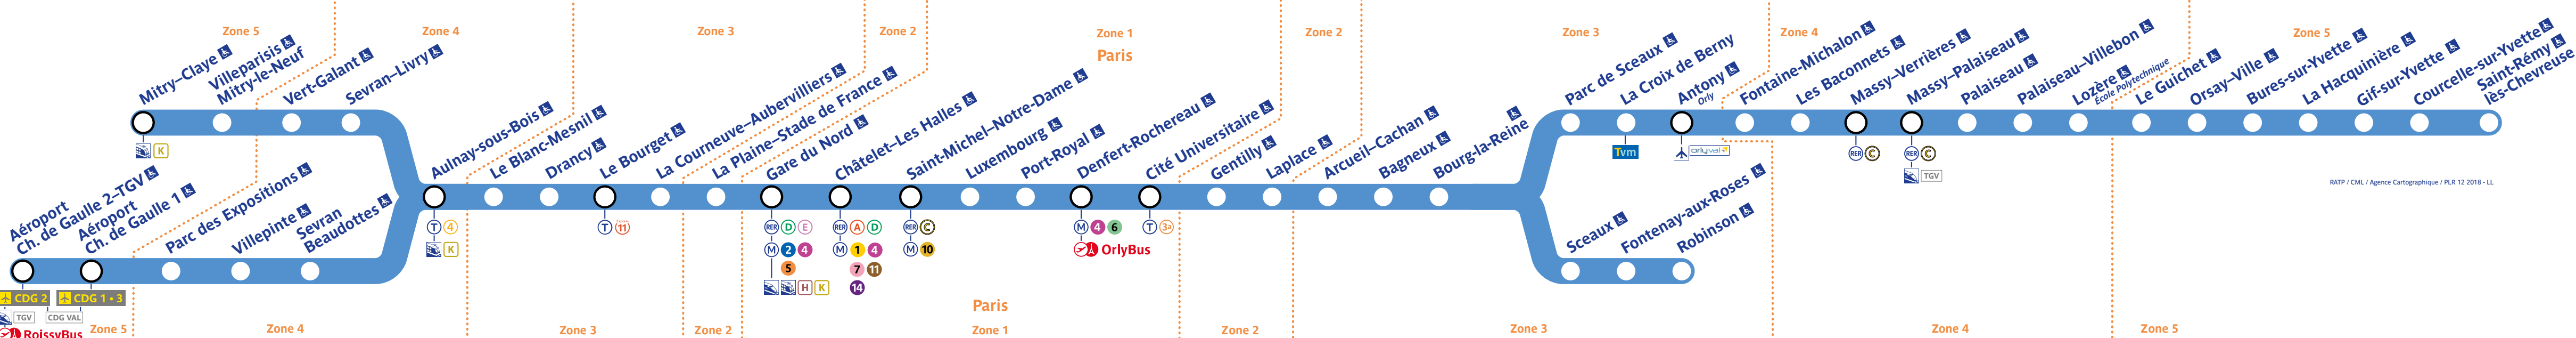 Zone 5
Zone 4
Zone 3
Zone 2
Zone 1
Paris
Zone 2
Zone 3
Zone 4
Zone 5
Mitry–Claye
Villeparisis
Mitry-le-Neuf
Vert-Galant
Sevran–Livry
K
Aéroport
Ch. de Gaulle 2–TGV
Aéroport
Ch. de Gaulle 1
Parc des Expositions
Villepinte
Sevran
Beaudottes
CDG 2
TGV
RoissyBus
CDG 1 • 3
CDG VAL
Aulnay-sous-Bois
T 4
K
Le Blanc-Mesnil
Drancy
Le Bourget
T 11
La Courneuve–Aubervilliers
La Plaine–Stade de France
Gare du Nord
RER D E
M 2 4
5
H K
Châtelet–Les Halles
RER A D
M 1 4
7 11
14
Saint-Michel–Notre-Dame
RER C
M 10
Luxembourg
Port-Royal
Denfert-Rochereau
M 4 6
OrlyBus
Cité Universitaire
T 3a
Gentilly
Laplace
Arcueil–Cachan
Bagneux
Bourg-la-Reine
Parc de Sceaux
La Croix de Berny
Tvm
Antony
Orly
orlyval
Fontaine-Michalon
Les Baconnets
Massy–Verrières
RER C
Massy–Palaiseau
RER C
TGV
Palaiseau
Palaiseau–Villebon
Lozère
École Polytechnique
Le Guichet
Orsay–Ville
Bures-sur-Yvette
La Hacquinière
Gif-sur-Yvette
Courcelle-sur-Yvette
Saint-Rémy
lès-Chevreuse
Sceaux
Fontenay-aux-Roses
Robinson
RATP / CML / Agence Cartographique / PLR 12 2018 - LL
Zone 5
Zone 4
Zone 3
Zone 2
Paris
Zone 1
Zone 2
Zone 3
Zone 4
Zone 5